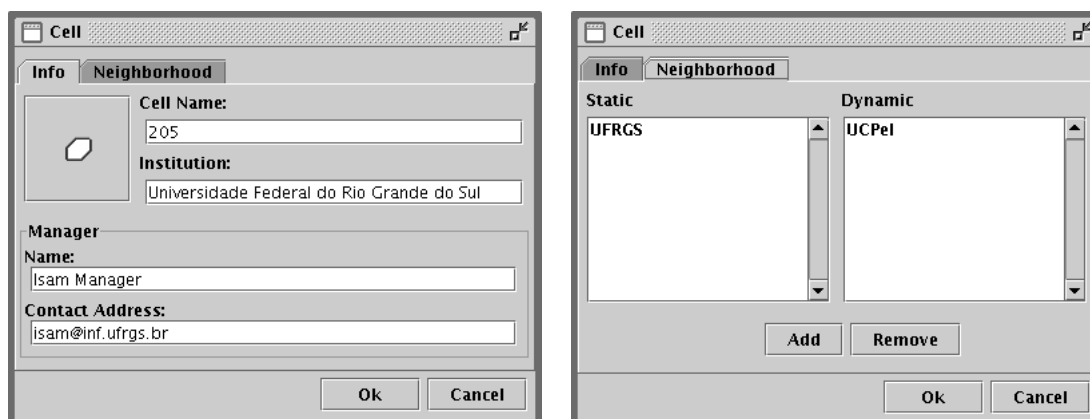 Cell
Info Neighborhood
Cell Name:
205
Institution:
Universidade Federal do Rio Grande do Sul
Manager
Name:
Isam Manager
Contact Address:
isam@inf.ufrgs.br
Ok Cancel
Cell
Info Neighborhood
Static Dynamic
UFRGS UCPel
Add Remove
Ok Cancel